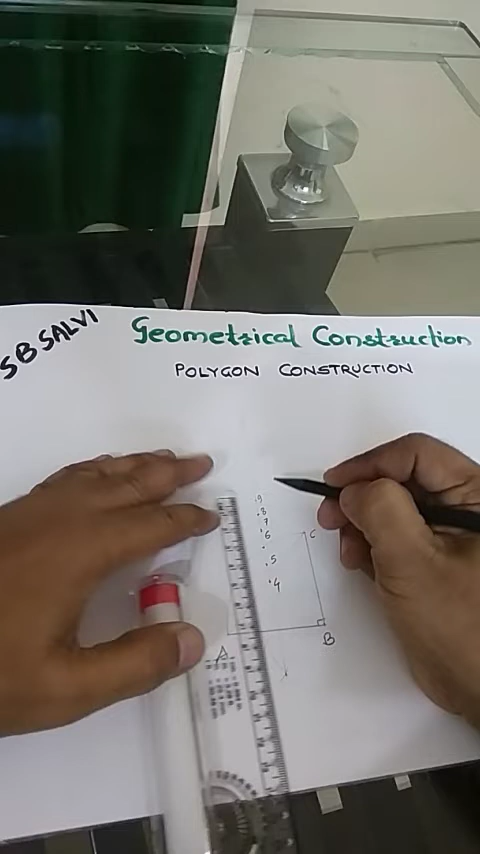 SB SALVI
Geometrical Construction
POLYGON CONSTRUCTION
9
8
7
6
C
5
4
B
A